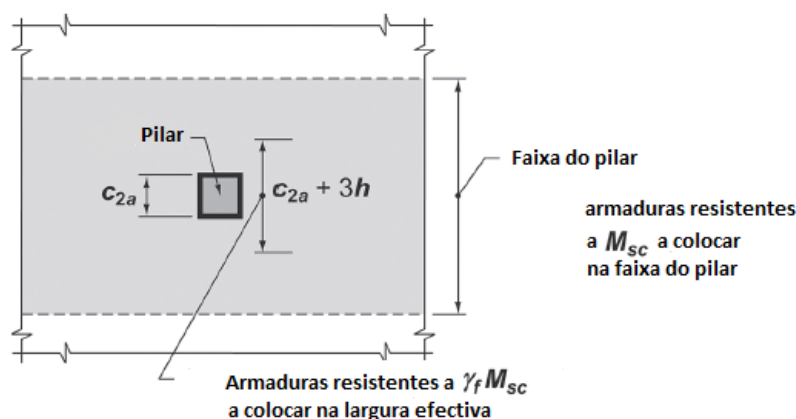 Pilar
c2a
c2a + 3h
Faixa do pilar
armaduras resistentes
a Msc a colocar
na faixa do pilar
Armaduras resistentes a γf Msc
a colocar na largura efectiva